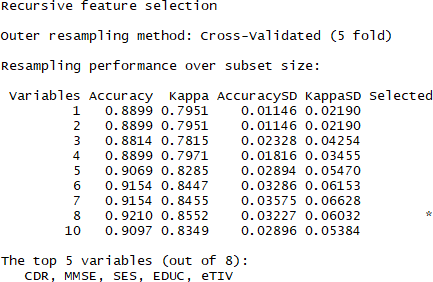 Recursive feature selection
Outer resampling method: Cross-Validated (5 fold)
Resampling performance over subset size:
Variables Accuracy Kappa AccuracySD KappaSD Selected
1 0.8899 0.7951 0.01146 0.02190
2 0.8899 0.7951 0.01146 0.02190
3 0.8814 0.7815 0.02328 0.04254
4 0.8899 0.7971 0.01816 0.03455
5 0.9069 0.8285 0.02894 0.05470
6 0.9154 0.8447 0.03286 0.06153
7 0.9154 0.8455 0.03575 0.06628
8 0.9210 0.8552 0.03227 0.06032 *
10 0.9097 0.8349 0.02896 0.05384
The top 5 variables (out of 8):
CDR, MMSE, SES, EDUC, eTIV